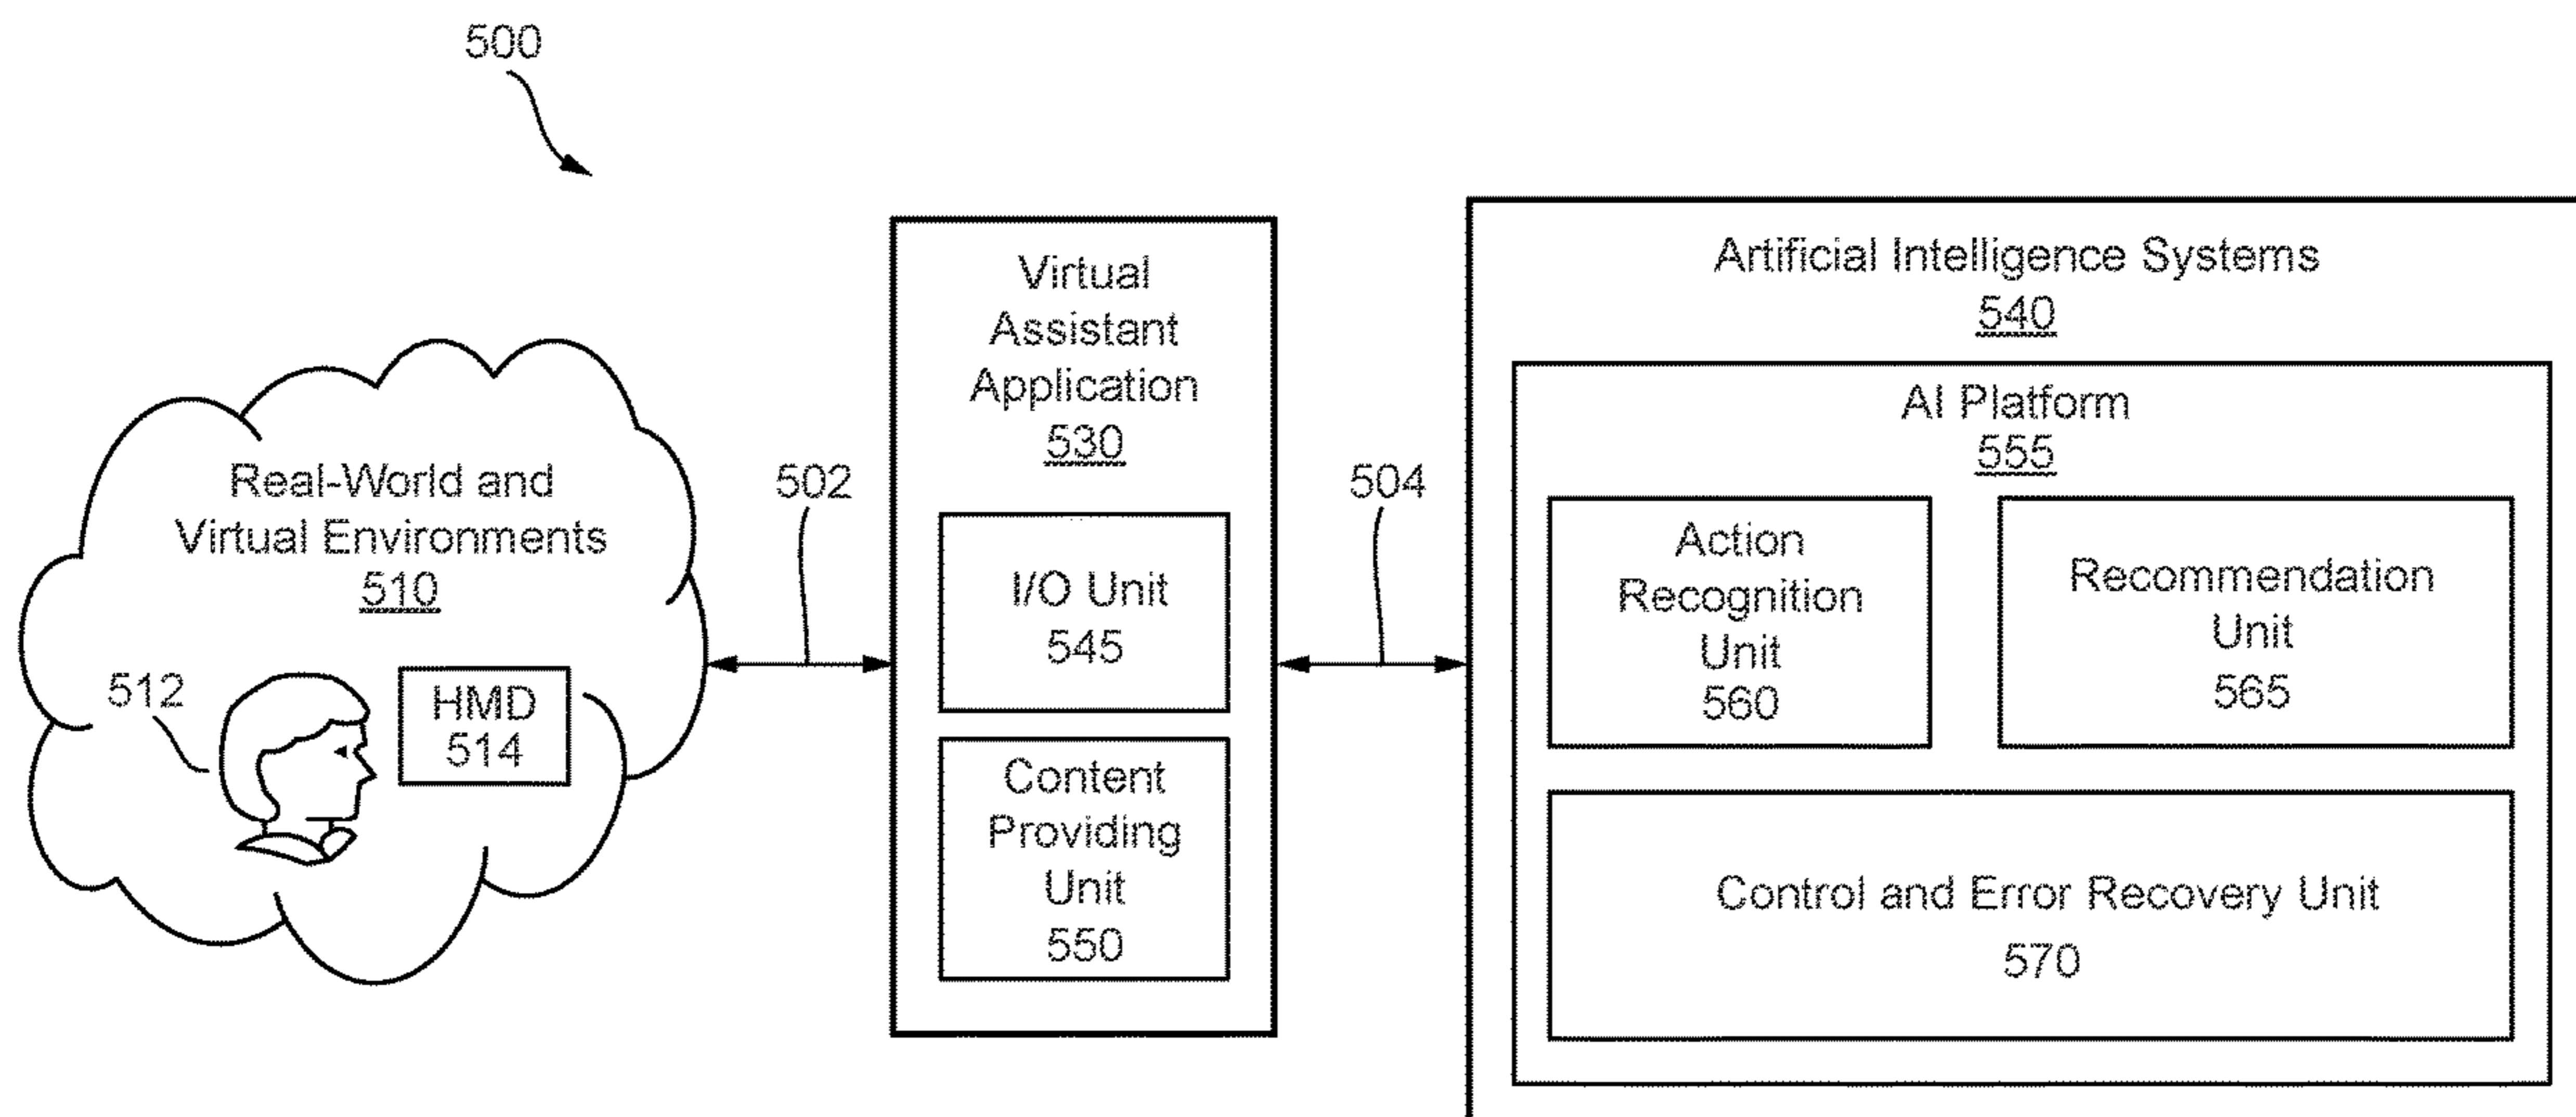 500
Real-World and
Virtual Environments
510
512
HMD
514
502
Virtual
Assistant
Application
530
I/O Unit
545
Content
Providing
Unit
550
504
Artificial Intelligence Systems
540
AI Platform
555
Action
Recognition
Unit
560
Recommendation
Unit
565
Control and Error Recovery Unit
570